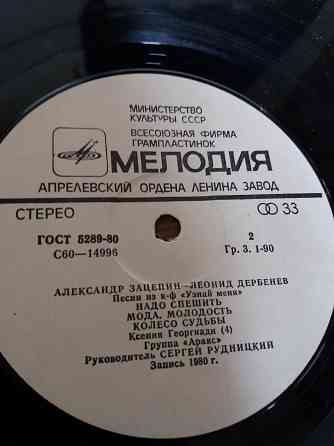 МИНИСТЕРСТВО
КУЛЬТУРЫ СССР
ВСЕСОЮЗНАЯ ФИРМА
ГРАМПЛАСТИНОК
МЕЛОДИЯ
АПРЕЛЕВСКИЙ ОРДЕНА ЛЕНИНА ЗАВОД
СТЕРЕО 33
ГОСТ 5289-80 2
С60—14996 Гр. 3. 1-90
АЛЕКСАНДР ЗАЦЕПИН—ЛЕОНИД ДЕРБЕНЕВ
Песни из к-ф «Узнай меня»
НАДО СПЕШИТЬ
МОДА, МОЛОДОСТЬ
КОЛЕСО СУДЬБЫ
Ксения Георгиади (4)
Группа «Аракс»
Руководитель СЕРГЕЙ РУДНИЦКИЙ
Запись 1980 г.